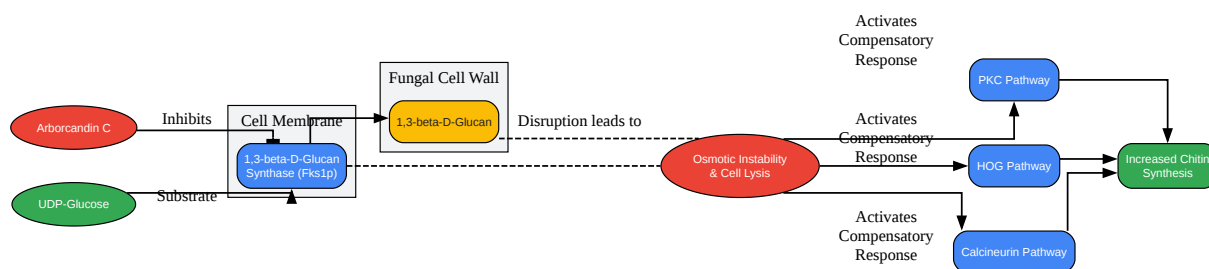 Activates
Compensatory
Response
Fungal Cell Wall
PKC Pathway
Arborcandin C
Inhibits
Cell Membrane
1,3-beta-D-Glucan
Disruption leads to
Activates
Compensatory
Response
1,3-beta-D-Glucan
Synthase (Fks1p)
Osmotic Instability
& Cell Lysis
HOG Pathway
Increased Chitin
Synthesis
UDP-Glucose
Substrate
Activates
Compensatory
Response
Calcineurin Pathway